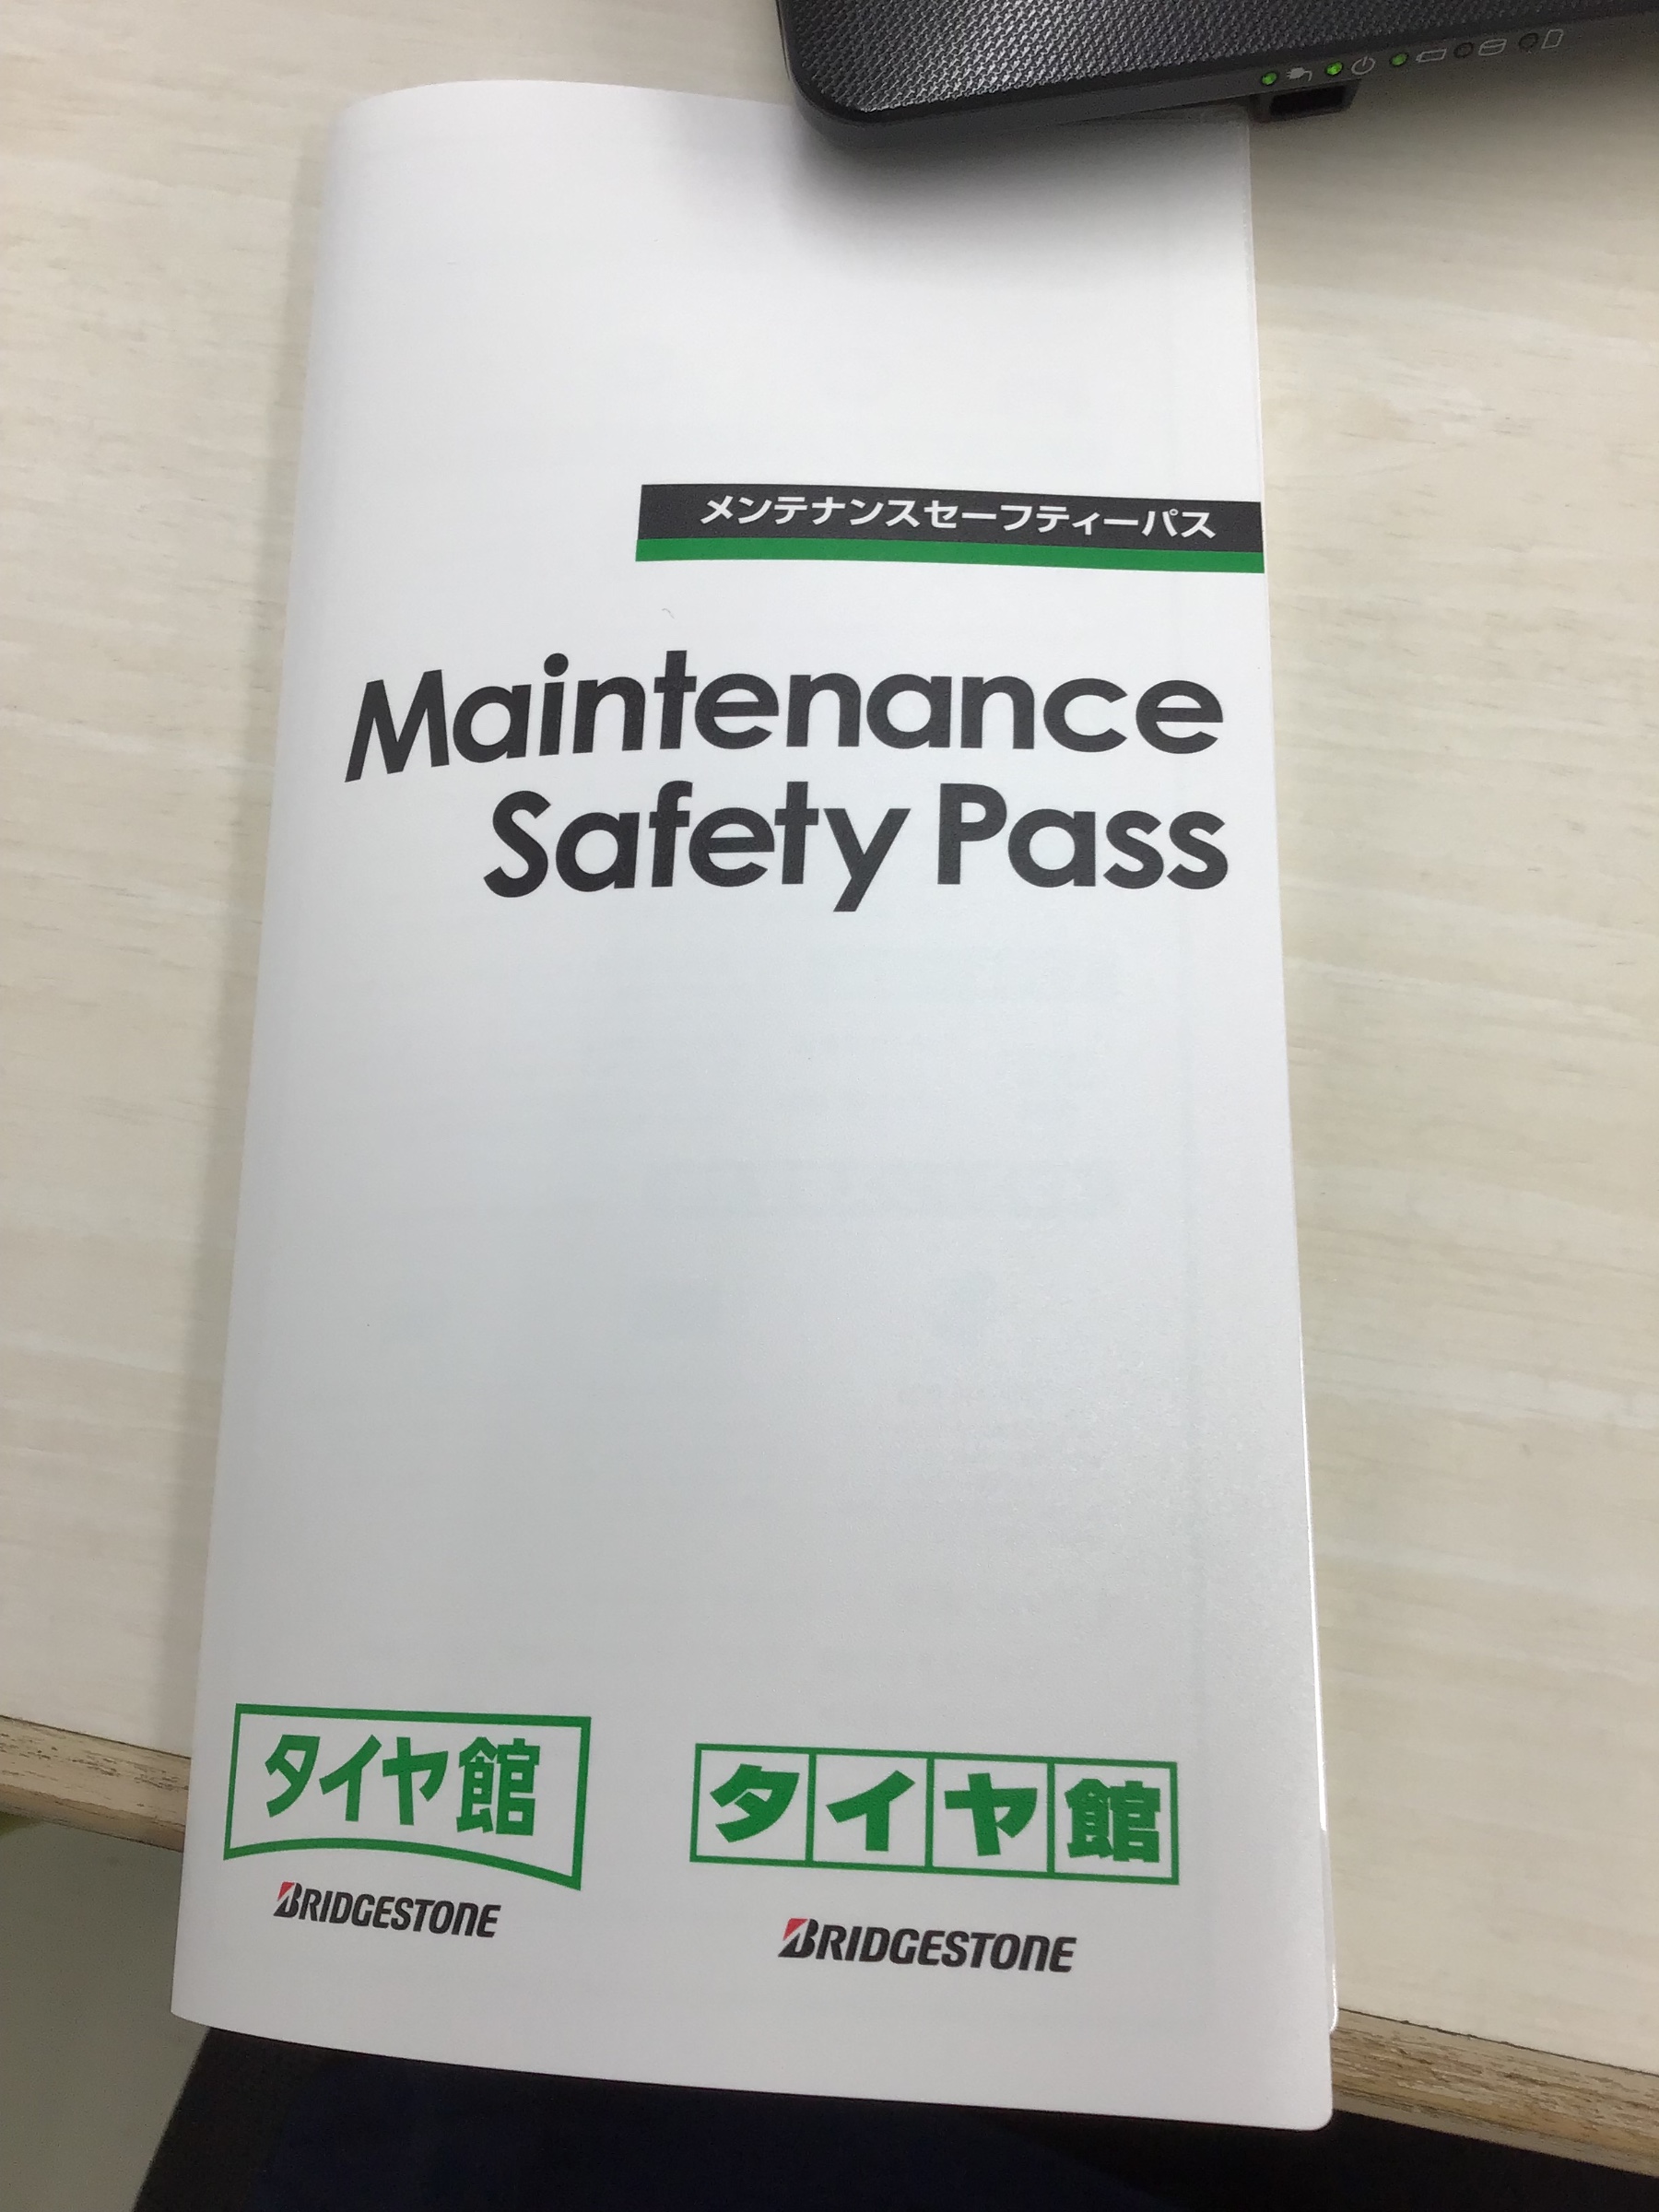 メンテナンスセーフティーパス
Maintenance
Safety Pass
タイヤ館
BRIDGESTONE
タイヤ館
BRIDGESTONE